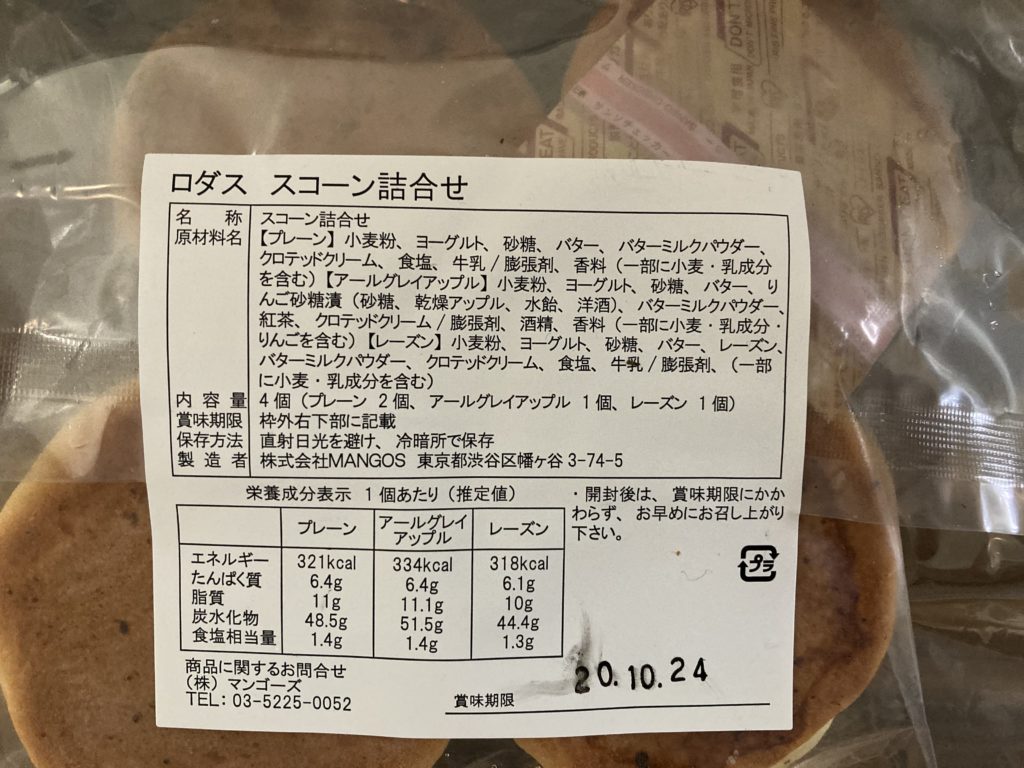 ロダス スコーン詰合せ
名称 スコーン詰合せ
原材料名 【プレーン】小麦粉、ヨーグルト、砂糖、バター、バターミルクパウダー、
クロテッドクリーム、食塩、牛乳/膨張剤、香料(一部に小麦・乳成分
を含む)【アールグレイアップル】小麦粉、ヨーグルト、砂糖、バター、り
んご砂糖漬(砂糖、乾燥アップル、水飴、洋酒)、バターミルクパウダー、
紅茶、クロテッドクリーム/膨張剤、酒精、香料(一部に小麦・乳成分・
りんごを含む)【レーズン】小麦粉、ヨーグルト、砂糖、バター、レーズン、
バターミルクパウダー、クロテッドクリーム、食塩、牛乳/膨張剤、(一部
に小麦・乳成分を含む)
内容量 4個(プレーン 2個、アールグレイアップル 1個、レーズン 1個)
賞味期限 枠外右下部に記載
保存方法 直射日光を避け、冷暗所で保存
製造者 株式会社MANGOS 東京都渋谷区幡ヶ谷 3-74-5
栄養成分表示 1個あたり(推定値)
プレーン アールグレイアップル レーズン
エネルギー 321kcal 334kcal 318kcal
たんぱく質 6.4g 6.4g 6.1g
脂質 11g 11.1g 10g
炭水化物 48.5g 51.5g 44.4g
食塩相当量 1.4g 1.4g 1.3g
・開封後は、賞味期限にかか
わらず、お早めにお召し上がり
下さい。
プラ
商品に関するお問合せ
(株)マンゴーズ
TEL: 03-5225-0052
賞味期限 20.10.24